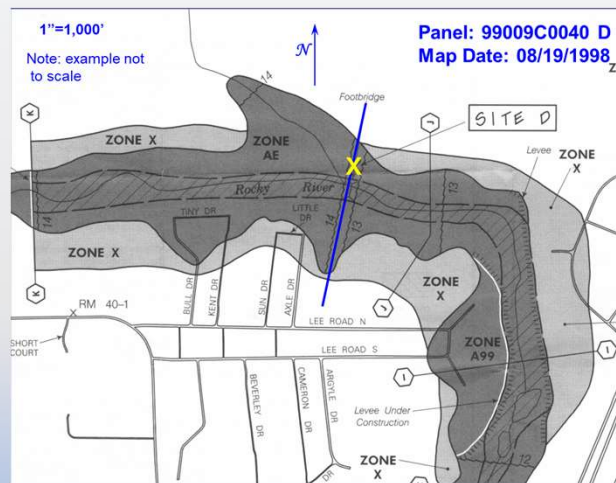 1”=1,000’
Note: example not
to scale
N
Panel: 99009C0040 D
Map Date: 08/19/1998
Z
14
Footbridge
SITE D
K
J
ZONE X
ZONE
AE
Levee
ZONE
X
13
Rocky River
TINY DR
LITTLE
DR
14
14
13
14
ZONE X
BULL DR
KENT DR
SUN DR
AXLE DR
ZONE
X
K
J
RM 40-1
LEE ROAD N
SHORT
COURT
LEE ROAD S
ZONE
A99
I
I
BEVERLEY
DR
CAMERON DR
ARGYLE DR
Levee Under
Construction
ZONE
X
12
DR